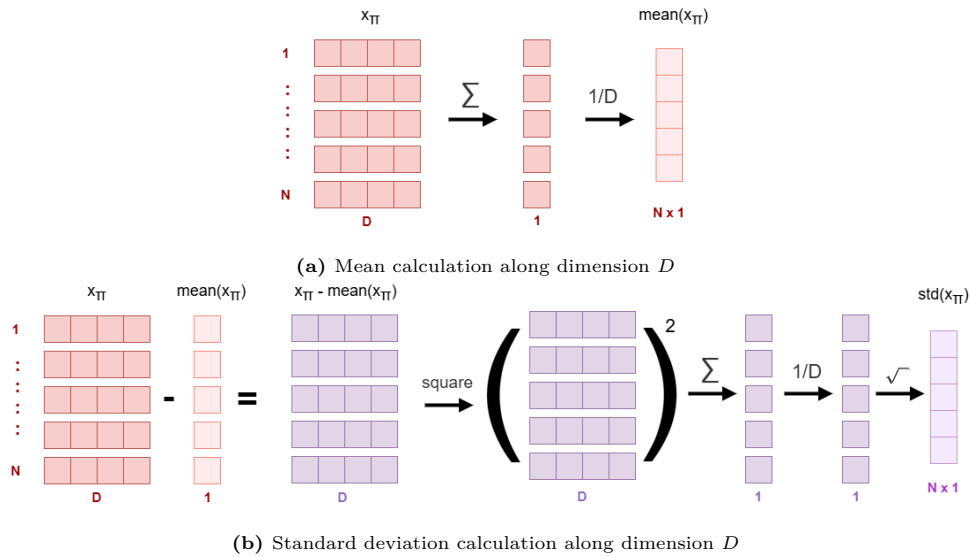 x_π mean(x_π)
1 Σ 1/D
:
:
:
:
N
D 1 N x 1
(a) Mean calculation along dimension D
x_π mean(x_π) x_π - mean(x_π) std(x_π)
1 2
: - = square ( ) Σ 1/D √
:
:
:
N
D 1 D D 1 1 N x 1
(b) Standard deviation calculation along dimension D